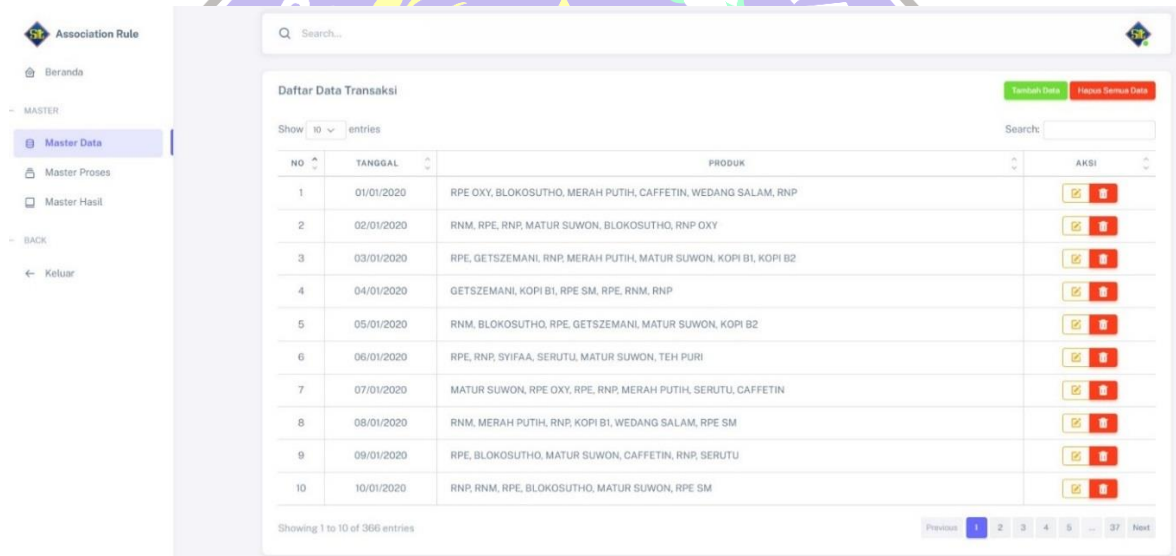 Association Rule
Search...
Beranda
MASTER
Master Data
Master Proses
Master Hasil
BACK
Keluar
Daftar Data Transaksi
Tambah Data Hapus Semua Data
Show 10 entries Search:
NO TANGGAL PRODUK AKSI
1 01/01/2020 RPE OXY, BLOKOSUTHO, MERAH PUTIH, CAFFETIN, WEDANG SALAM, RNP
2 02/01/2020 RNM, RPE, RNP, MATUR SUWON, BLOKOSUTHO, RNP OXY
3 03/01/2020 RPE, GETSZEMANI, RNP, MERAH PUTIH, MATUR SUWON, KOPI B1, KOPI B2
4 04/01/2020 GETSZEMANI, KOPI B1, RPE SM, RPE, RNM, RNP
5 05/01/2020 RNM, BLOKOSUTHO, RPE, GETSZEMANI, MATUR SUWON, KOPI B2
6 06/01/2020 RPE, RNP, SYIFAA, SERUTU, MATUR SUWON, TEH PURI
7 07/01/2020 MATUR SUWON, RPE OXY, RPE, RNP, MERAH PUTIH, SERUTU, CAFFETIN
8 08/01/2020 RNM, MERAH PUTIH, RNP, KOPI B1, WEDANG SALAM, RPE SM
9 09/01/2020 RPE, BLOKOSUTHO, MATUR SUWON, CAFFETIN, RNP, SERUTU
10 10/01/2020 RNP, RNM, RPE, BLOKOSUTHO, MATUR SUWON, RPE SM
Showing 1 to 10 of 366 entries Previous 1 2 3 4 5 ... 37 Next